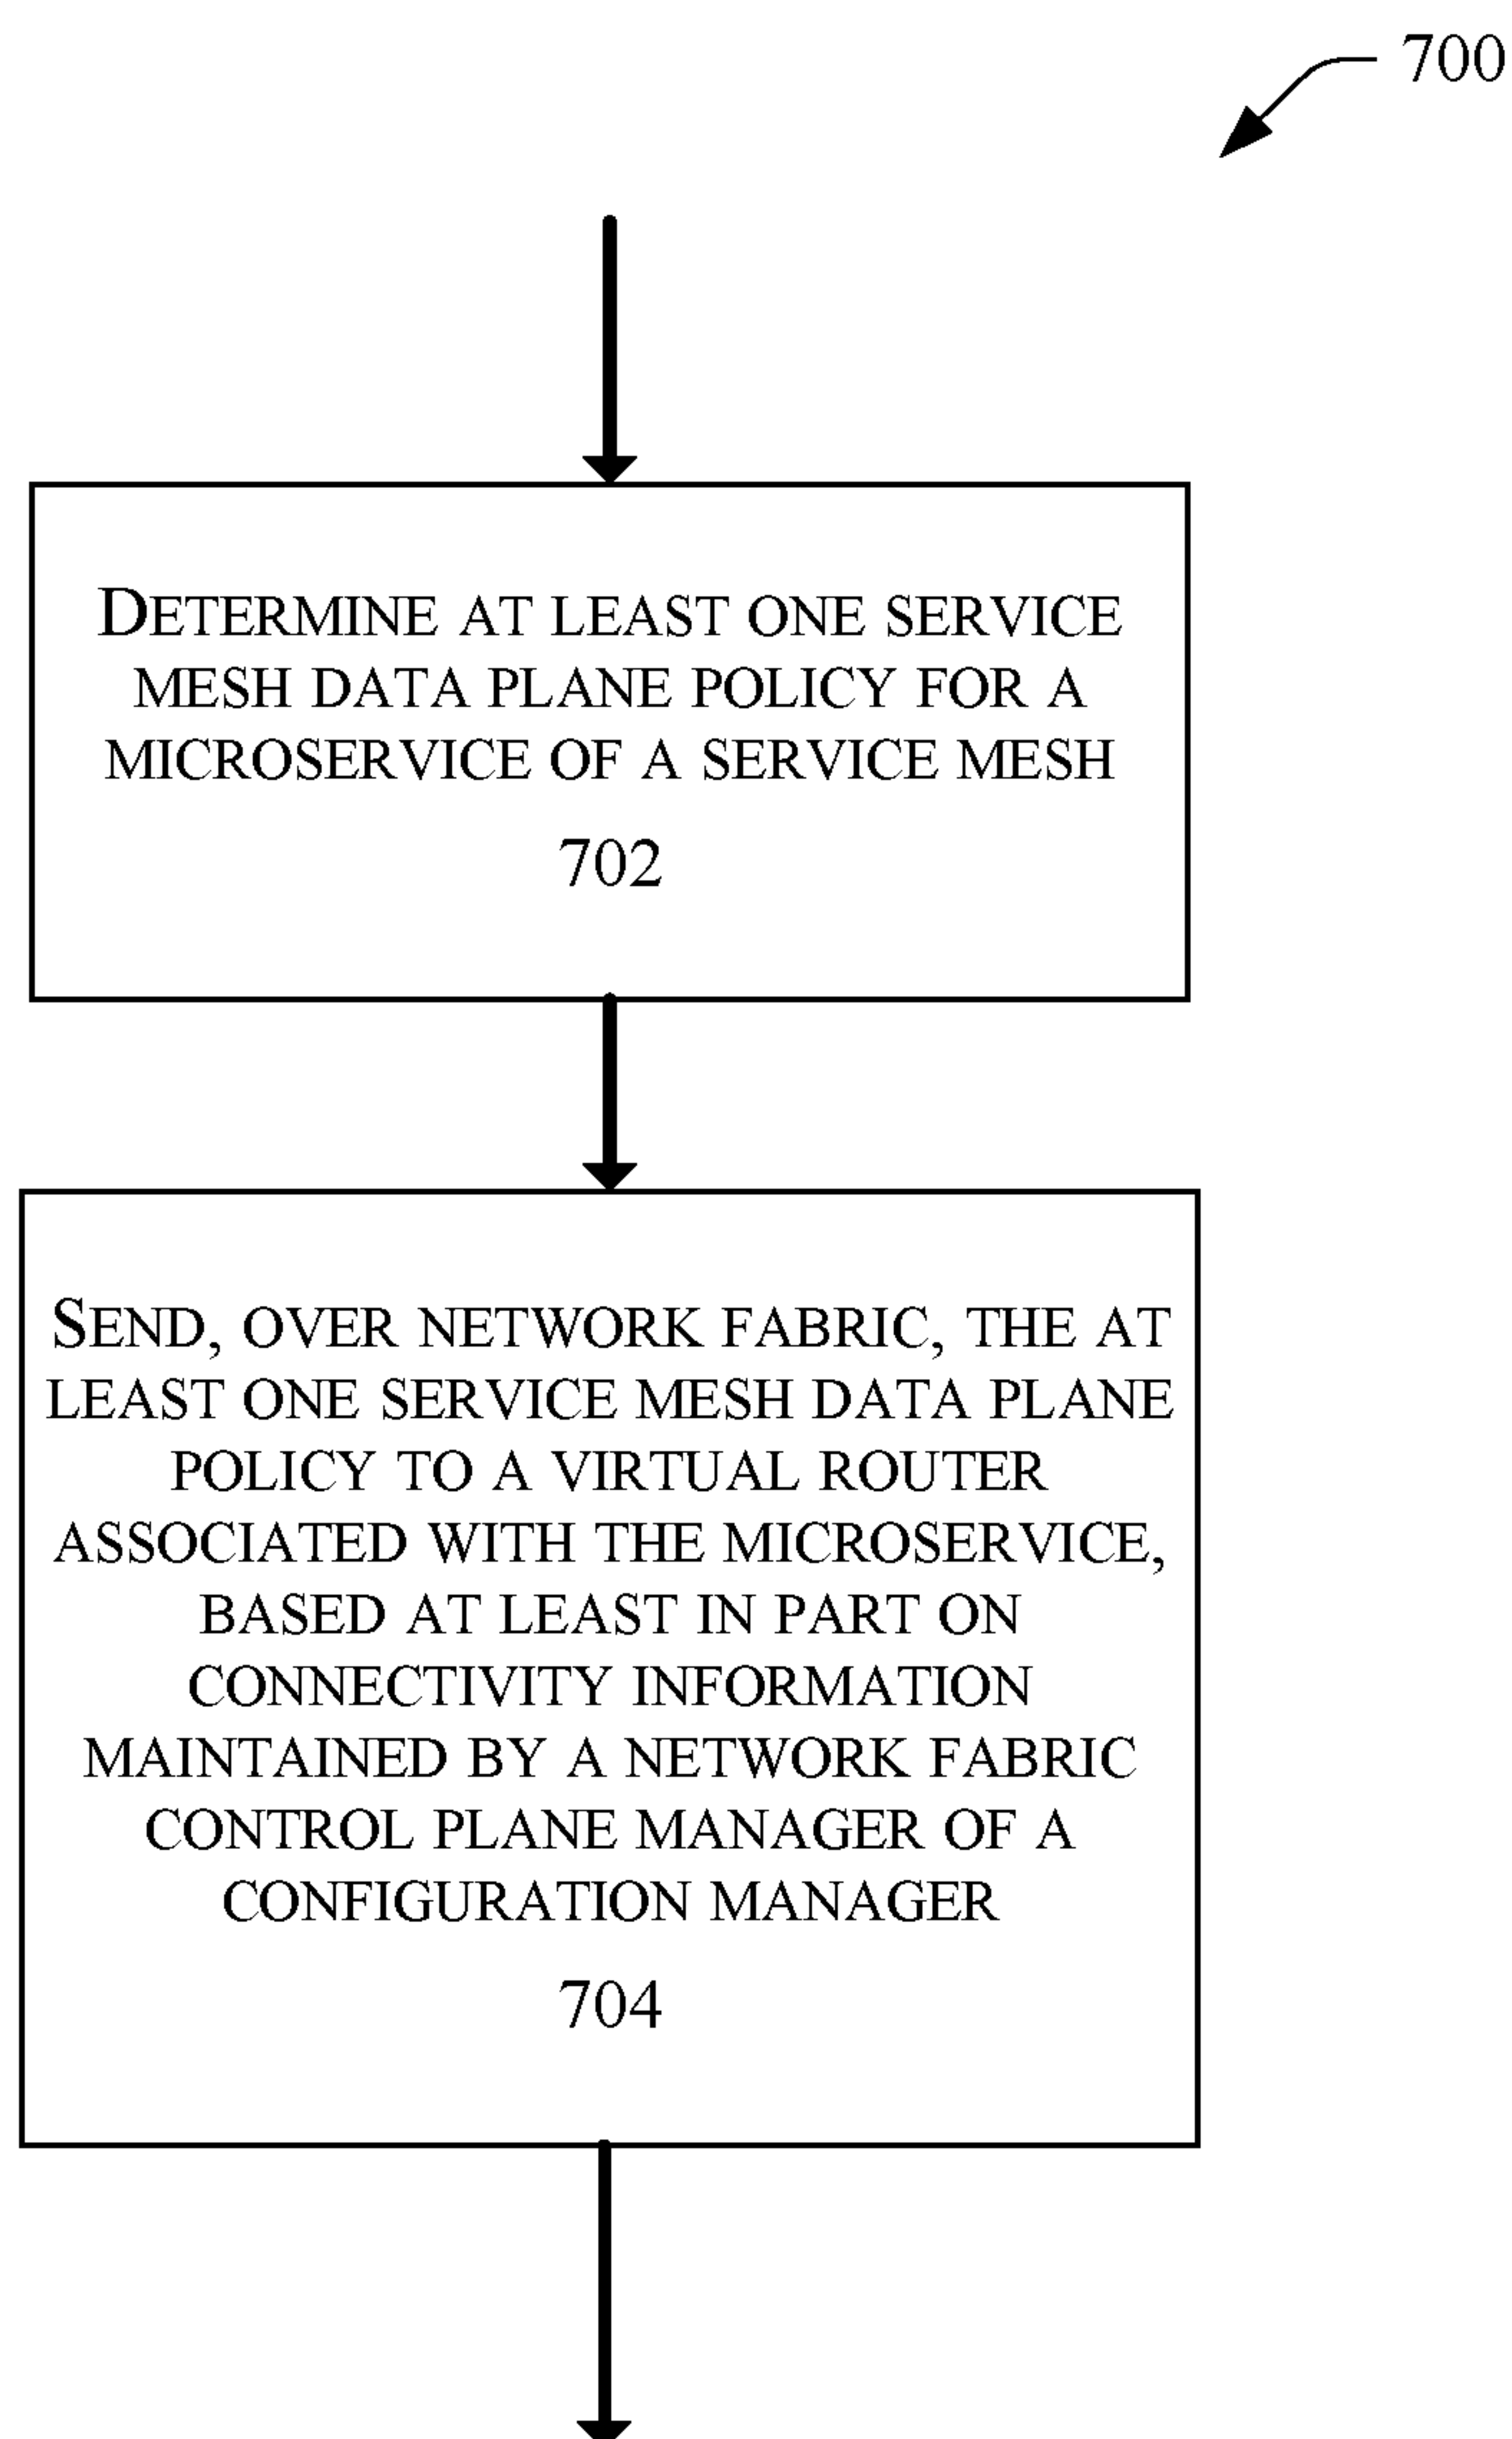 700
DETERMINE AT LEAST ONE SERVICE
MESH DATA PLANE POLICY FOR A
MICROSERVICE OF A SERVICE MESH
702
SEND, OVER NETWORK FABRIC, THE AT
LEAST ONE SERVICE MESH DATA PLANE
POLICY TO A VIRTUAL ROUTER
ASSOCIATED WITH THE MICROSERVICE,
BASED AT LEAST IN PART ON
CONNECTIVITY INFORMATION
MAINTAINED BY A NETWORK FABRIC
CONTROL PLANE MANAGER OF A
CONFIGURATION MANAGER
704